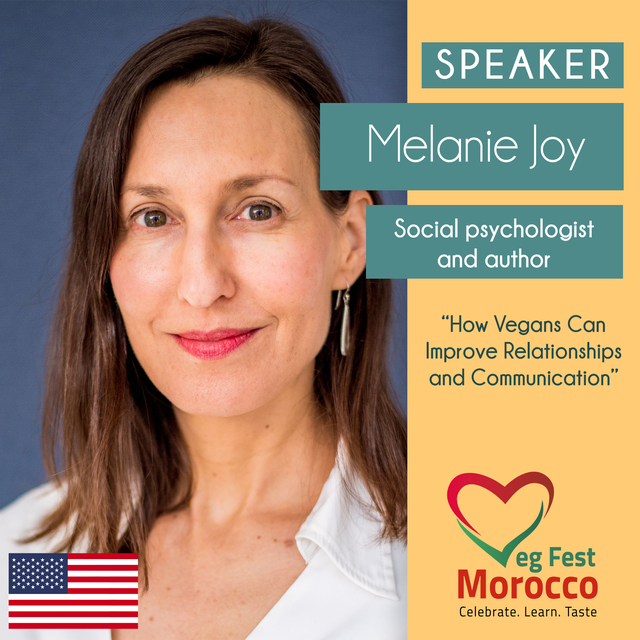 SPEAKER
Melanie Joy
Social psychologist
and author
“How Vegans Can
Improve Relationships
and Communication”
Veg Fest
Morocco
Celebrate. Learn. Taste